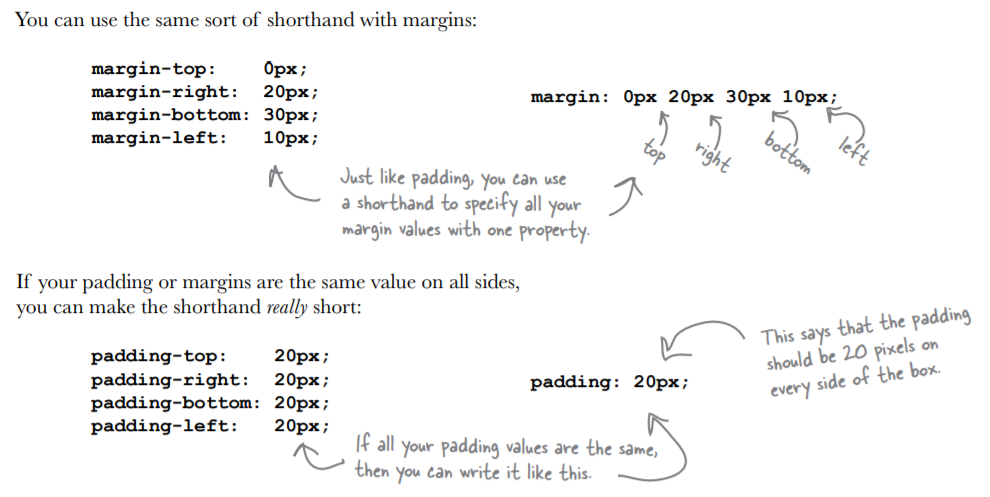 You can use the same sort of shorthand with margins:
margin-top: 0px;
margin-right: 20px;
margin-bottom: 30px;
margin-left: 10px;
margin: 0px 20px 30px 10px;
top
right
bottom
left
Just like padding, you can use
a shorthand to specify all your
margin values with one property.
If your padding or margins are the same value on all sides,
you can make the shorthand really short:
padding-top: 20px;
padding-right: 20px;
padding-bottom: 20px;
padding-left: 20px;
padding: 20px;
This says that the padding
should be 20 pixels on
every side of the box.
If all your padding values are the same,
then you can write it like this.